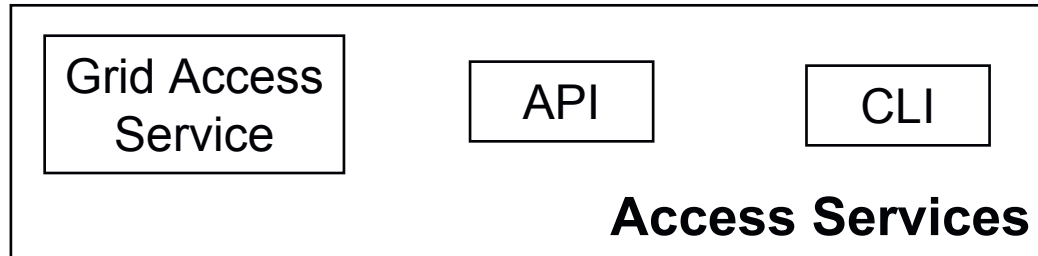 Grid Access
Service
API
CLI
Access Services